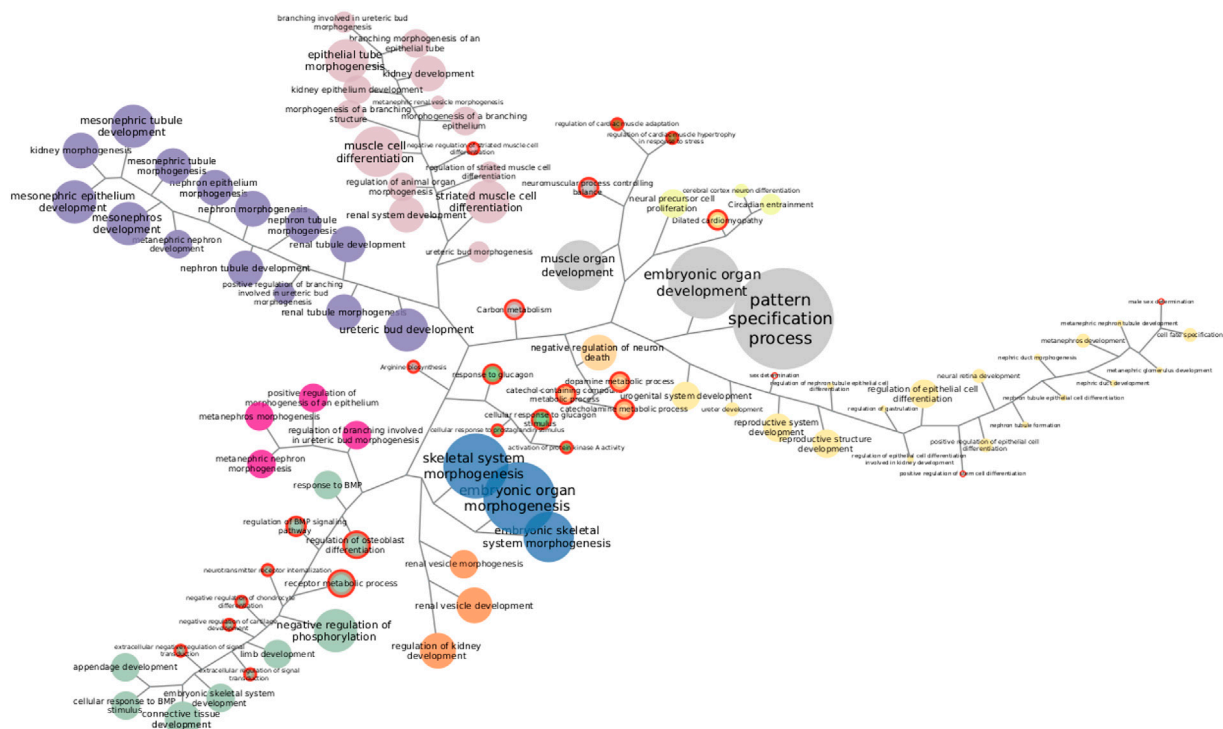 branching involved in ureteric bud
morphogenesis
branching morphogenesis of an
epithelial tube
epithelial tube
morphogenesis
kidney development
kidney epithelium development
metanephric renal vesicle morphogenesis
morphogenesis of a branching
structure
morphogenesis of a branching
epithelium
muscle cell
differentiation
negative regulation of striated muscle cell
differentiation
regulation of striated muscle cell
differentiation
regulation of animal organ
morphogenesis
striated muscle cell
differentiation
renal system development
ureteric bud morphogenesis
mesonephric tubule
development
kidney morphogenesis
mesonephric tubule
morphogenesis
nephron epithelium
morphogenesis
mesonephric epithelium
development
mesonephros
development
nephron morphogenesis
nephron tubule
morphogenesis
metanephric nephron
development
renal tubule development
nephron tubule development
positive regulation of branching
involved in ureteric bud morphogenesis
renal tubule morphogenesis
ureteric bud development
regulation of cardiac muscle adaptation
regulation of cardiac muscle hypertrophy
in response to stress
neuromuscular process controlling
balance
neural precursor cell
proliferation
cerebral cortex neuron differentiation
Circadian entrainment
Dilated cardiomyopathy
muscle organ
development
embryonic organ
development
pattern
specification
process
Carbon metabolism
negative regulation of neuron
death
Arginine biosynthesis
response to glucagon
dopamine metabolic process
catechol-containing compound
metabolic process
catecholamine metabolic process
cellular response to glucagon
stimulus
cellular response to prostaglandin stimulus
activation of protein kinase A activity
urogenital system development
ureter development
sex determination
regulation of nephron tubule epithelial cell
differentiation
reproductive system
development
reproductive structure
development
regulation of epithelial cell
differentiation
regulation of gastrulation
regulation of epithelial cell differentiation
involved in kidney development
neural retina development
nephric duct morphogenesis
metanephros development
metanephric nephron tubule development
male sex determination
cell fate specification
metanephric glomerulus development
nephric duct development
nephron tubule epithelial cell differentiation
nephron tubule formation
positive regulation of epithelial cell
differentiation
positive regulation of stem cell differentiation
positive regulation of
morphogenesis of an epithelium
metanephros morphogenesis
regulation of branching involved
in ureteric bud morphogenesis
metanephric nephron
morphogenesis
skeletal system
morphogenesis
embryonic organ
morphogenesis
embryonic skeletal
system morphogenesis
response to BMP
regulation of BMP signaling
pathway
regulation of osteoblast
differentiation
neurotransmitter receptor internalization
receptor metabolic process
negative regulation of chondrocyte
differentiation
negative regulation of cartilage
development
negative regulation of
phosphorylation
extracellular negative regulation of signal
transduction
limb development
appendage development
extracellular regulation of signal
transduction
cellular response to BMP
stimulus
embryonic skeletal system
development
connective tissue
development
renal vesicle morphogenesis
renal vesicle development
regulation of kidney
development